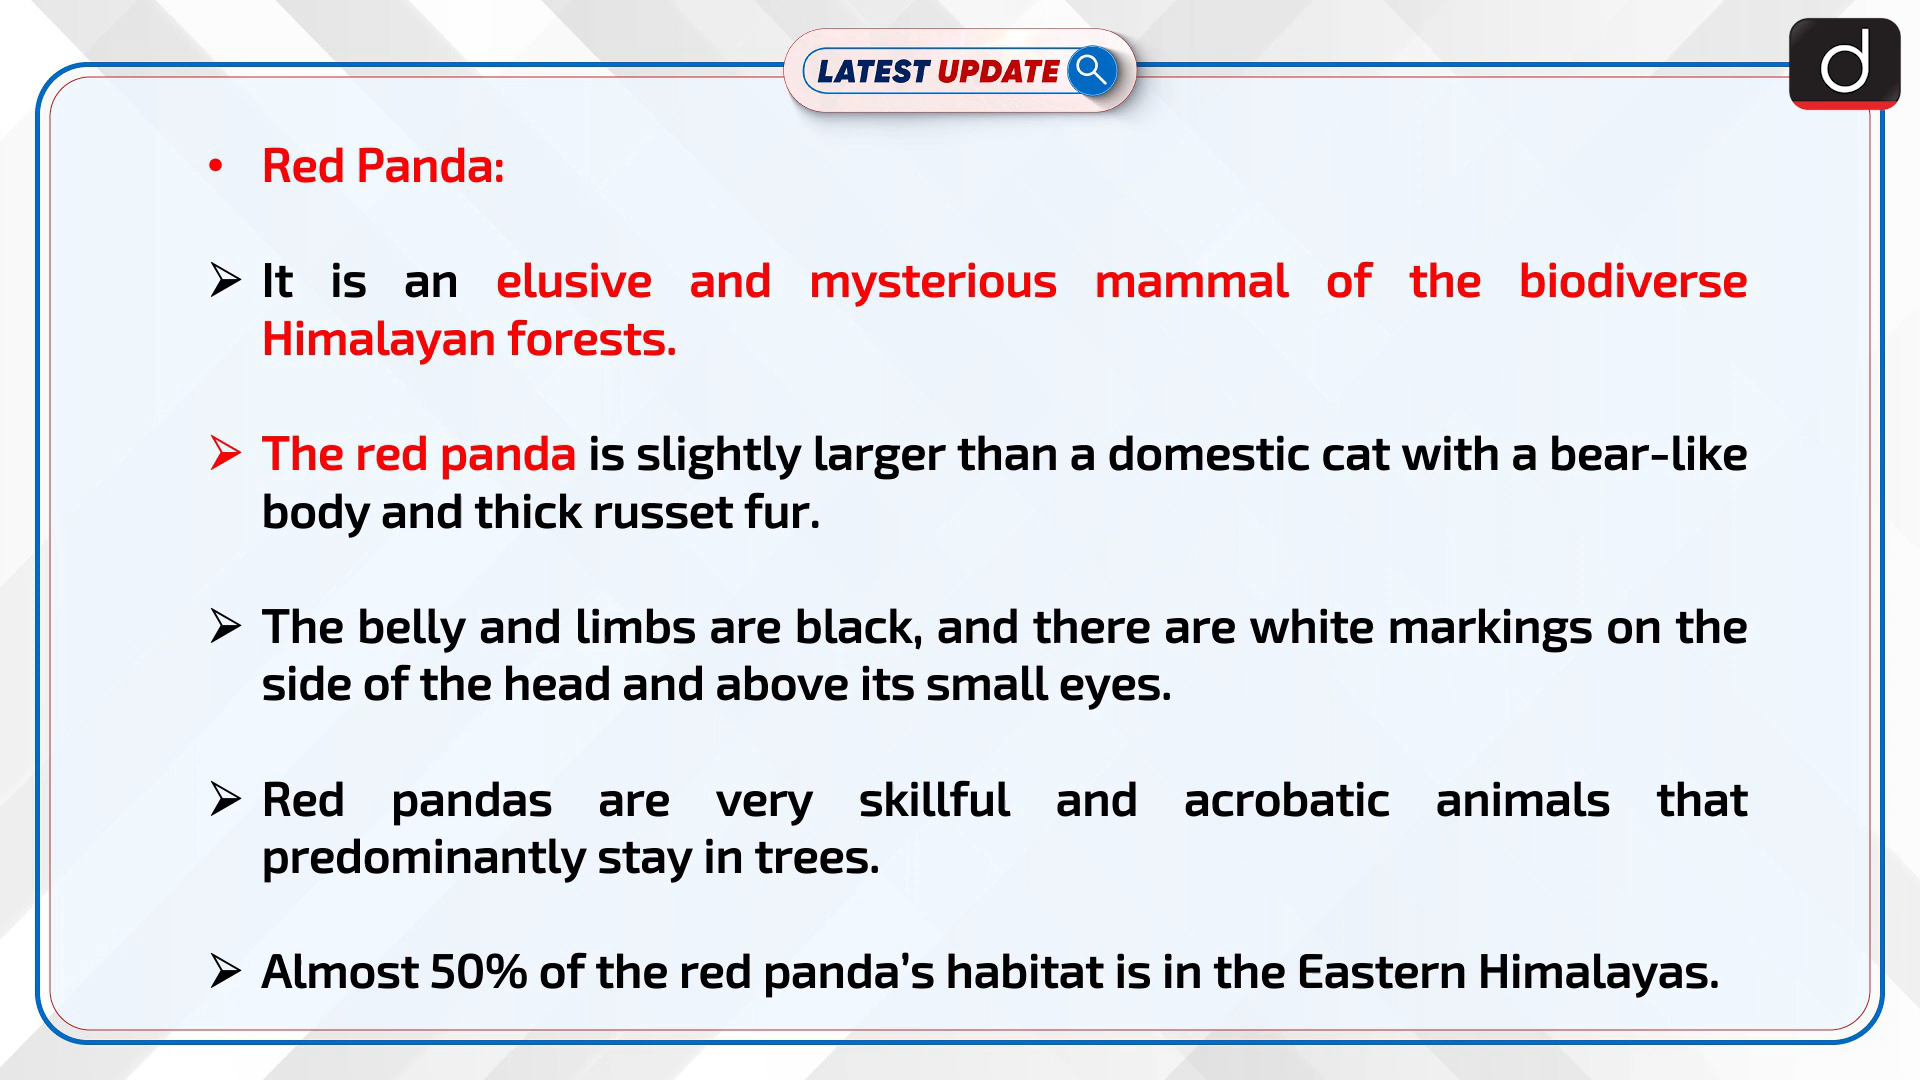 LATEST UPDATE
d
• Red Panda:
➢ It is an elusive and mysterious mammal of the biodiverse
Himalayan forests.
➢ The red panda is slightly larger than a domestic cat with a bear-like
body and thick russet fur.
➢ The belly and limbs are black, and there are white markings on the
side of the head and above its small eyes.
➢ Red pandas are very skillful and acrobatic animals that
predominantly stay in trees.
➢ Almost 50% of the red panda's habitat is in the Eastern Himalayas.